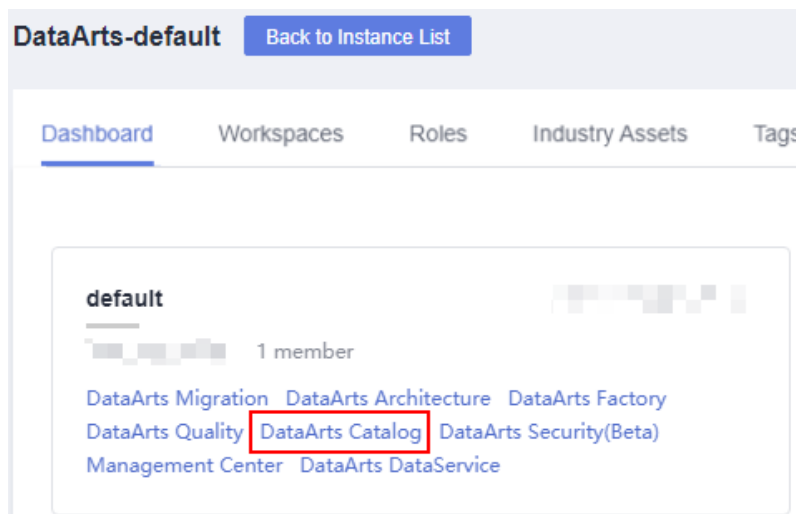 DataArts-default Back to Instance List
Dashboard Workspaces Roles Industry Assets Tags
default
1 member
DataArts Migration DataArts Architecture DataArts Factory
DataArts Quality DataArts Catalog DataArts Security(Beta)
Management Center DataArts DataService